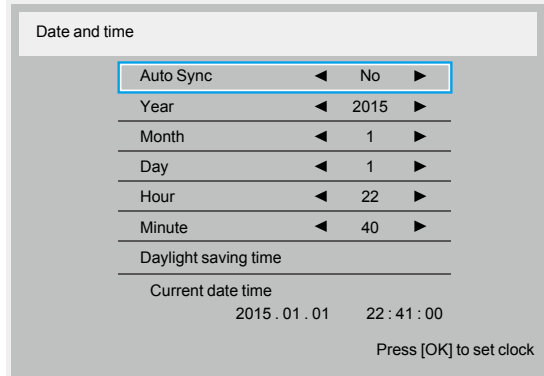 Date and time
Auto Sync ◄ No ►
Year ◄ 2015 ►
Month ◄ 1 ►
Day ◄ 1 ►
Hour ◄ 22 ►
Minute ◄ 40 ►
Daylight saving time
Current date time
2015 . 01 . 01 22 : 41 : 00
Press [OK] to set clock